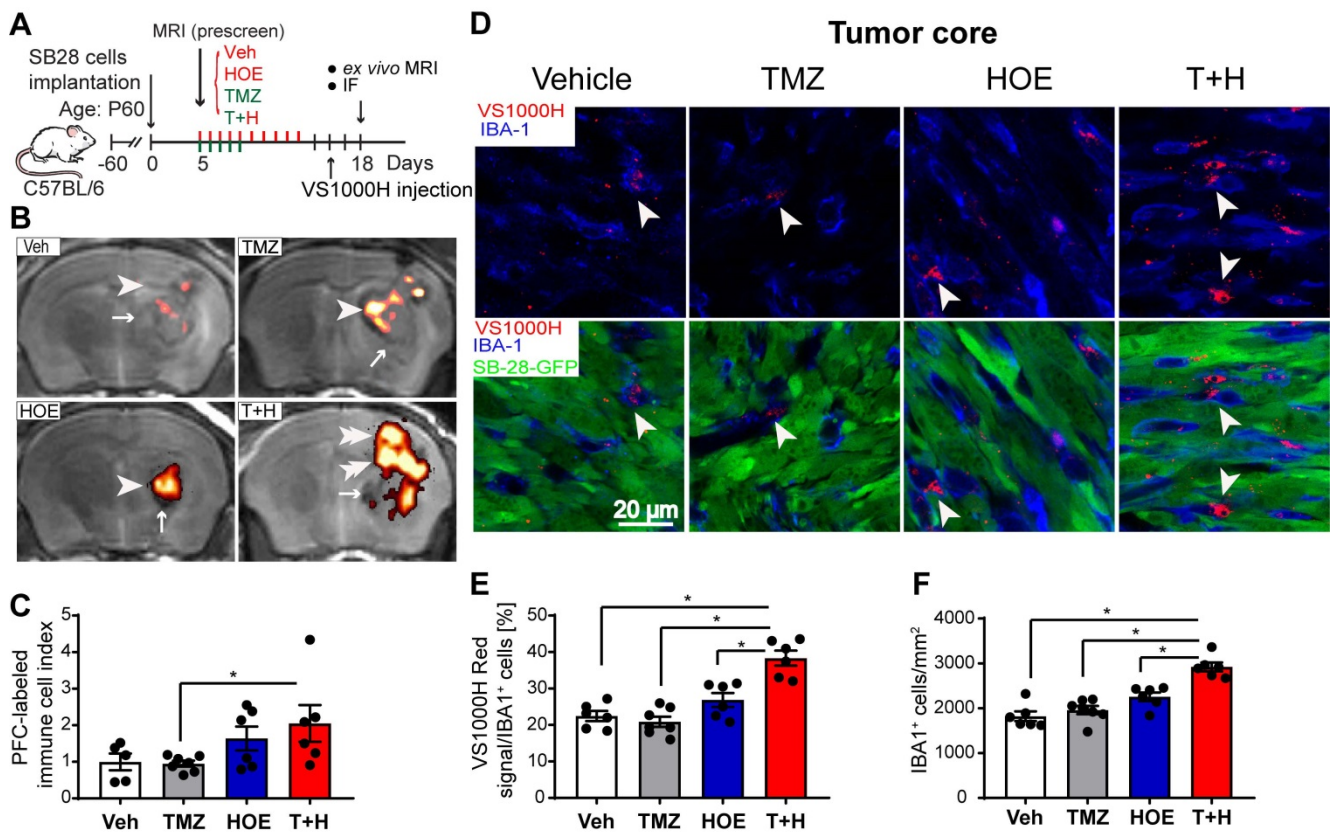 A
MRI (prescreen)
SB28 cells
implantation
Age: P60
Veh
HOE
TMZ
T+H
ex vivo MRI
IF
-60
0
5
18
Days
C57BL/6
VS1000H injection
B
Veh
TMZ
HOE
T+H
C
PFC-labeled
immune cell index
5
4
3
2
1
0
*
Veh
TMZ
HOE
T+H
D
Tumor core
Vehicle
TMZ
HOE
T+H
VS1000H
IBA-1
VS1000H
IBA-1
SB-28-GFP
20 µm
E
VS1000H Red
signal/IBA1⁺ cells [%]
50
40
30
20
10
0
*
*
*
Veh
TMZ
HOE
T+H
F
IBA1⁺ cells/mm²
4000
3000
2000
1000
0
*
*
*
Veh
TMZ
HOE
T+H